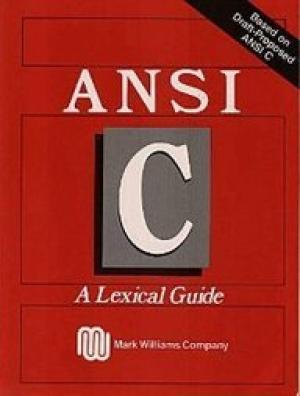 Based on
Draft-Proposed
ANSI C
ANSI
C
A Lexical Guide
Mark Williams Company